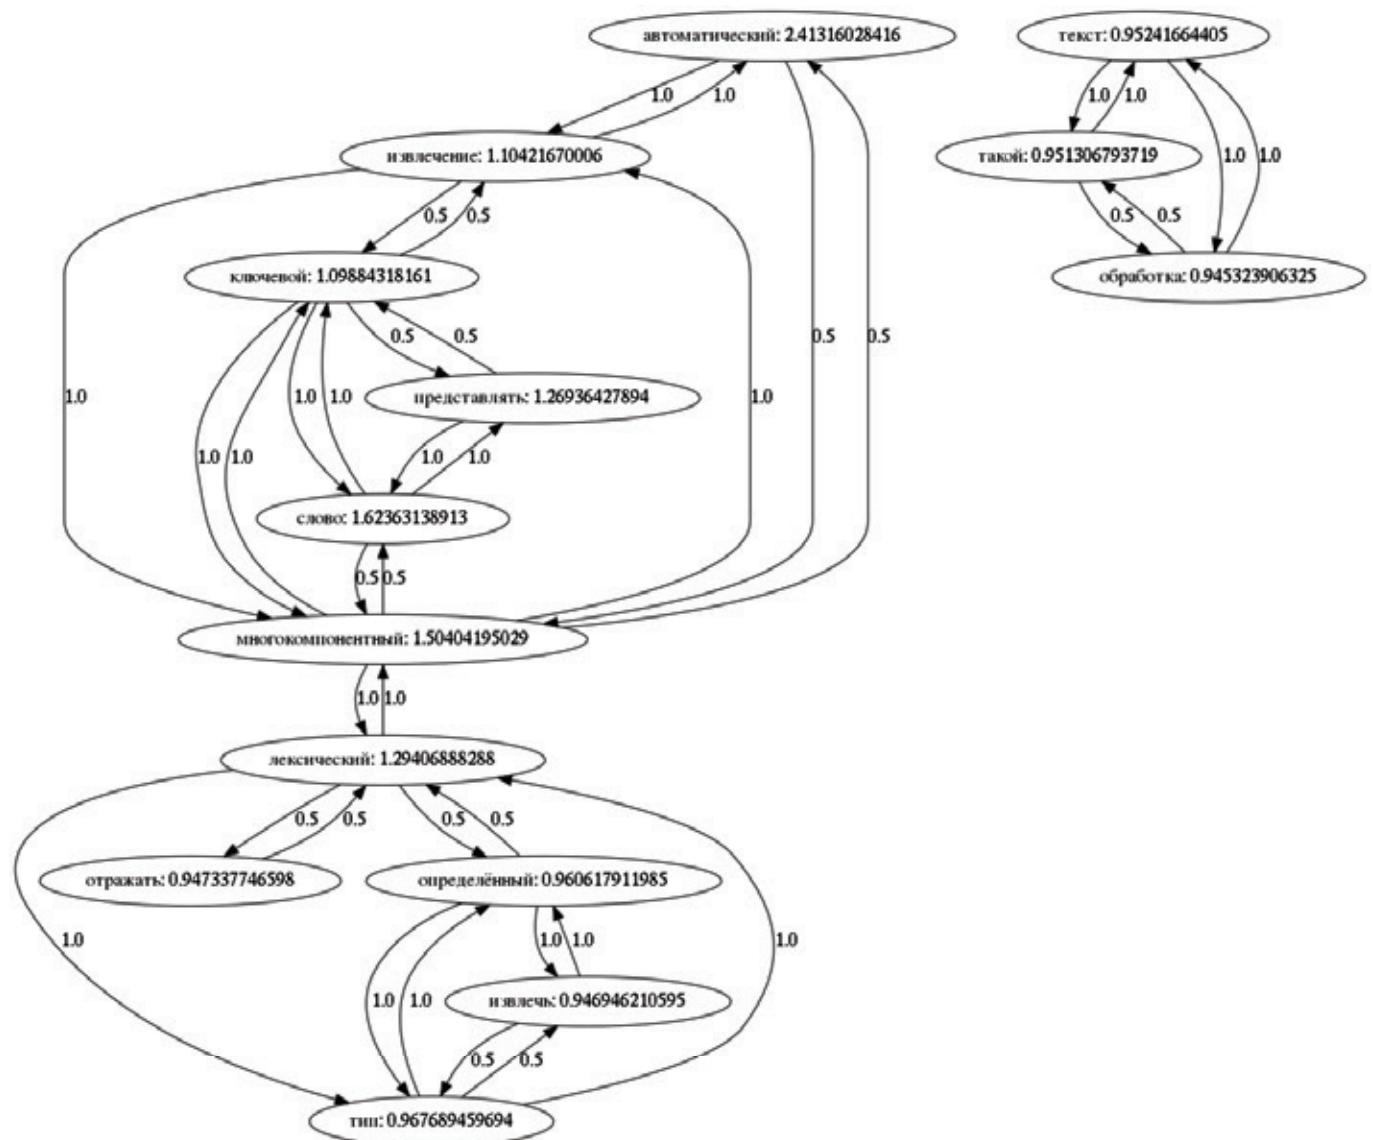 автоматический: 2.41316028416
текст: 0.95241664405
1.0
1.0
1.0
1.0
извлечение: 1.10421670006
такой: 0.951306793719
1.0
1.0
0.5
0.5
0.5
0.5
ключевой: 1.09884318161
обработка: 0.945323906325
0.5
0.5
0.5
0.5
1.0
1.0
1.0
1.0
представлять: 1.26936427894
1.0
1.0
1.0
1.0
слово: 1.62363138913
0.5
0.5
многокомпонентный: 1.50404195029
1.0
1.0
лексический: 1.29406888288
0.5
0.5
0.5
0.5
отражать: 0.947337746598
определённый: 0.960617911985
1.0
1.0
1.0
1.0
1.0
1.0
извлечь: 0.946946210595
0.5
0.5
тип: 0.967689459694